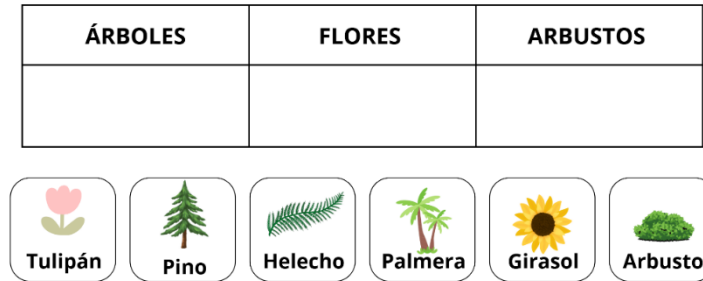 ÁRBOLES FLORES ARBUSTOS
Tulipán Pino Helecho Palmera Girasol Arbusto